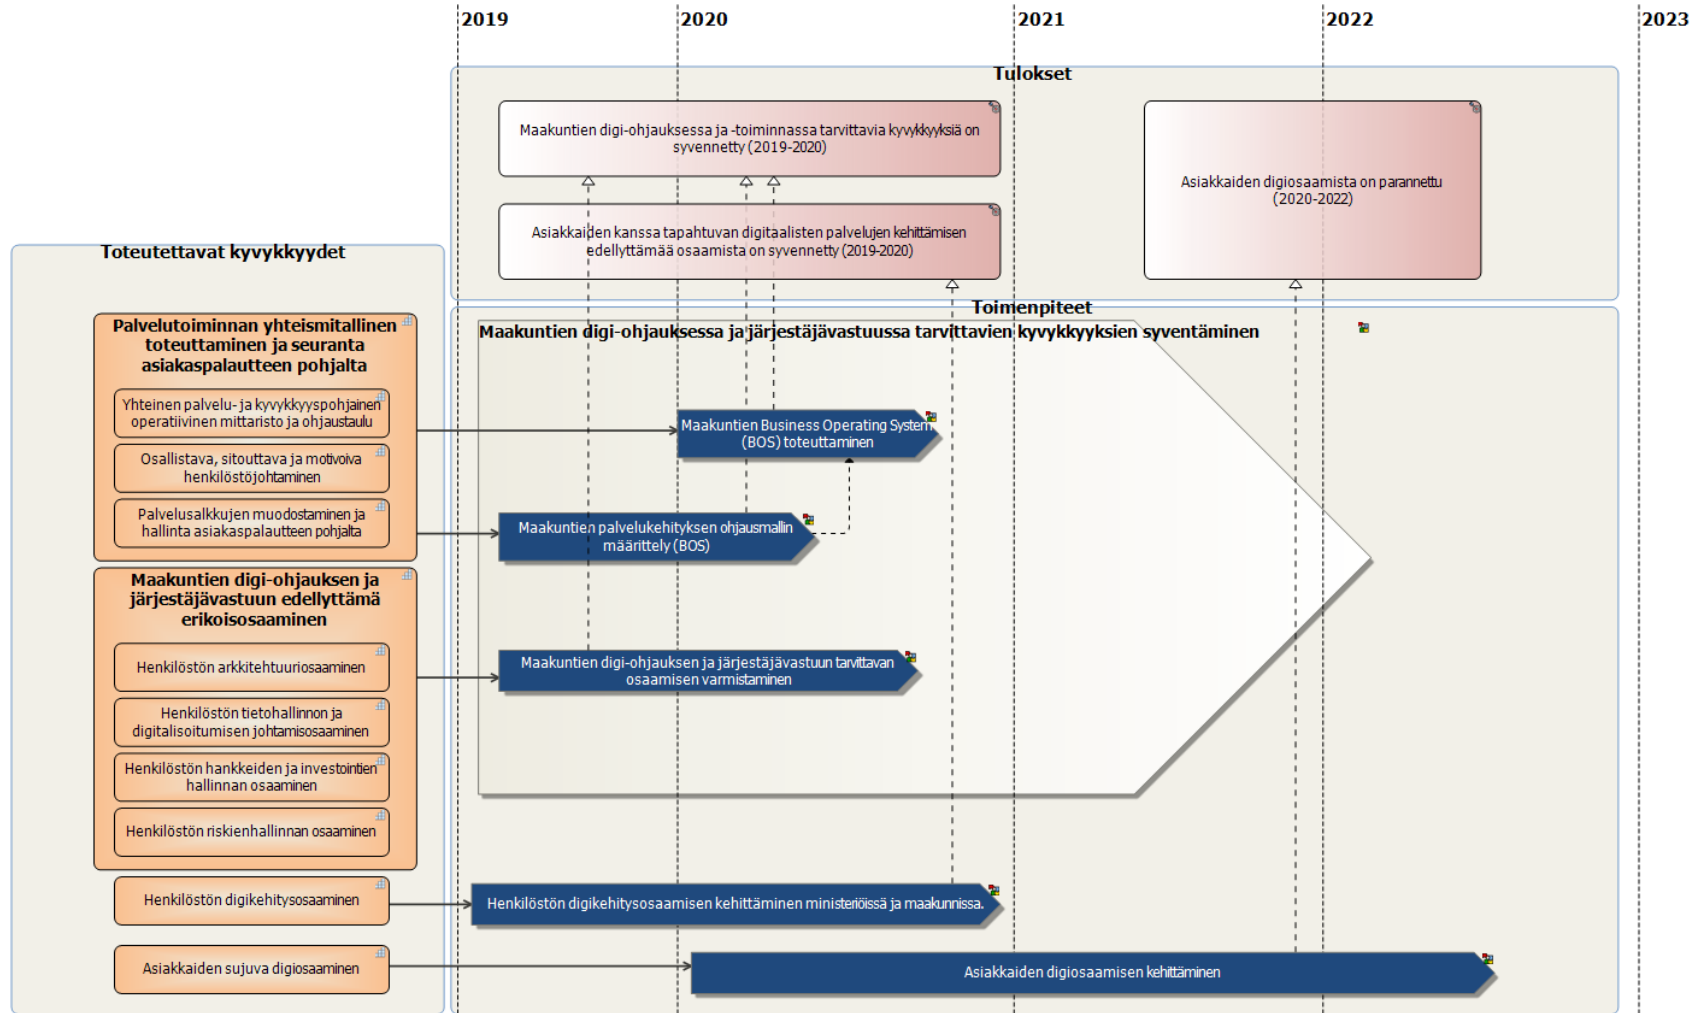 2019
2020
2021
2022
2023
Tulokset
Maakuntien digi-ohjauksessa ja -toiminnassa tarvittavia kyvykkyyksiä on
syvennetty (2019-2020)
Asiakkaiden digiosaamista on parannettu
(2020-2022)
Asiakkaiden kanssa tapahtuvan digitaalisten palvelujen kehittämisen
edellyttämää osaamista on syvennetty (2019-2020)
Toteutettavat kyvykkyydet
Palvelutoiminnan yhteismitallinen
toteuttaminen ja seuranta
asiakaspalautteen pohjalta
Yhteinen palvelu- ja kyvykkyyspohjainen
operatiivinen mittaristo ja ohjaustaulu
Osallistava, sitouttava ja motivoiva
henkilöstöjohtaminen
Palvelusalkkujen muodostaminen ja
hallinta asiakaspalautteen pohjalta
Maakuntien digi-ohjauksen ja
järjestäjävastuun edellyttämä
erikoisosaaminen
Henkilöstön arkkitehtuuriosaaminen
Henkilöstön tietohallinnon ja
digitalisoitumisen johtamisosaaminen
Henkilöstön hankkeiden ja investointien
hallinnan osaaminen
Henkilöstön riskienhallinnan osaaminen
Henkilöstön digikehitysosaaminen
Asiakkaiden sujuva digiosaaminen
Toimenpiteet
Maakuntien digi-ohjauksessa ja järjestäjävastuussa tarvittavien kyvykkyyksien syventäminen
Maakuntien Business Operating System
(BOS) toteuttaminen
Maakuntien palvelukehityksen ohjausmallin
määrittely (BOS)
Maakuntien digi-ohjauksen ja järjestäjävastuun tarvittavan
osaamisen varmistaminen
Henkilöstön digikehitysosaamisen kehittäminen ministeriöissä ja maakunnissa.
Asiakkaiden digiosaamisen kehittäminen